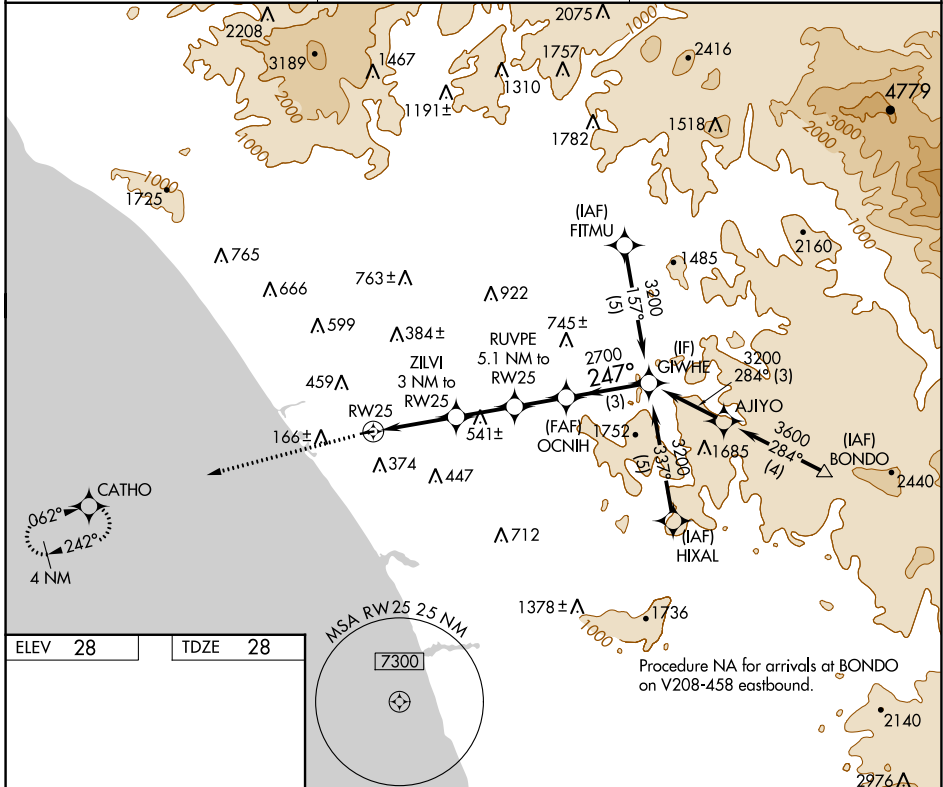 2208
2075
1000
3189
1467
1757
2416
1310
1191±
4779
2000
1000
1782
1518
3000
2000
1000
1000
1725
(IAF)
FITMU
2160
765
763±
1485
666
922
3200
157°
(5)
599
384±
RUVPE
5.1 NM to
RW25
745±
ZILVI
3 NM to
RW25
2700
247°
(3)
(IF)
GIWHE
3200
284° (3)
459
RW25
AJIYO
166±
541±
(FAF)
OCNIH
1752
3200
337°
(5)
1685
3600
284°
(4)
(IAF)
BONDO
374
447
2440
CATHO
062°
242°
4 NM
712
(IAF)
HIXAL
1378±
1736
1000
MSA RW25 25 NM
7300
ELEV 28
TDZE 28
Procedure NA for arrivals at BONDO
on V208-458 eastbound.
2140
2976